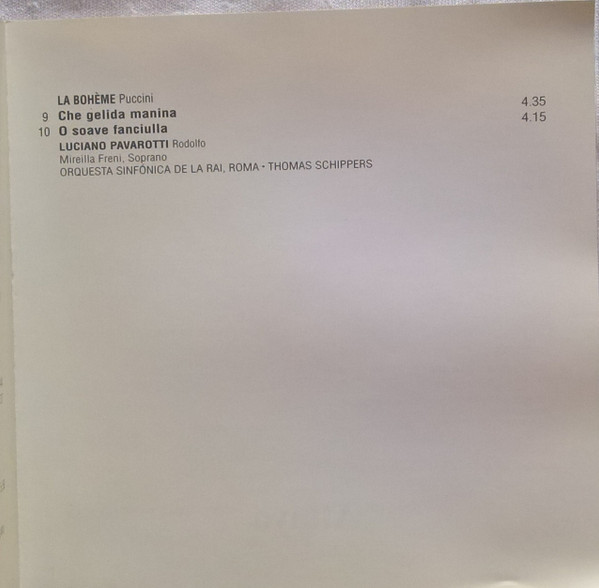 LA BOHÈME Puccini
9 Che gelida manina 4.35
10 O soave fanciulla 4.15
LUCIANO PAVAROTTI Rodolfo
Mireilla Freni, Soprano
ORQUESTA SINFÓNICA DE LA RAI, ROMA • THOMAS SCHIPPERS